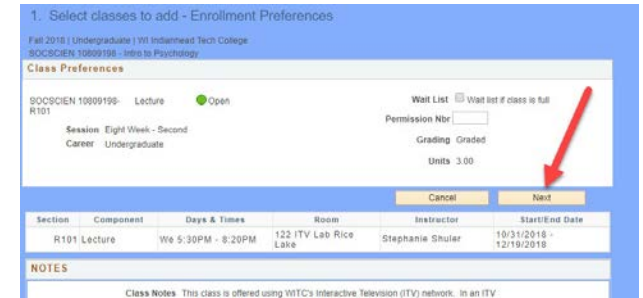 1. Select classes to add - Enrollment Preferences
Fall 2018 | Undergraduate | WI Indianhead Tech College
SOCSCIEN 10809198 - Intro to Psychology
Class Preferences
SOCSCIEN 10809198- Lecture Open
R101
Wait List Wait list if class is full
Permission Nbr
Session Eight Week - Second
Career Undergraduate
Grading Graded
Units 3.00
Cancel Next
Section Component Days & Times Room Instructor Start/End Date
R101 Lecture We 5:30PM - 8:20PM 122 ITV Lab Rice Lake Stephanie Shuler 10/31/2018 - 12/19/2018
NOTES
Class Notes This class is offered using WITC's Interactive Television (ITV) network. In an ITV